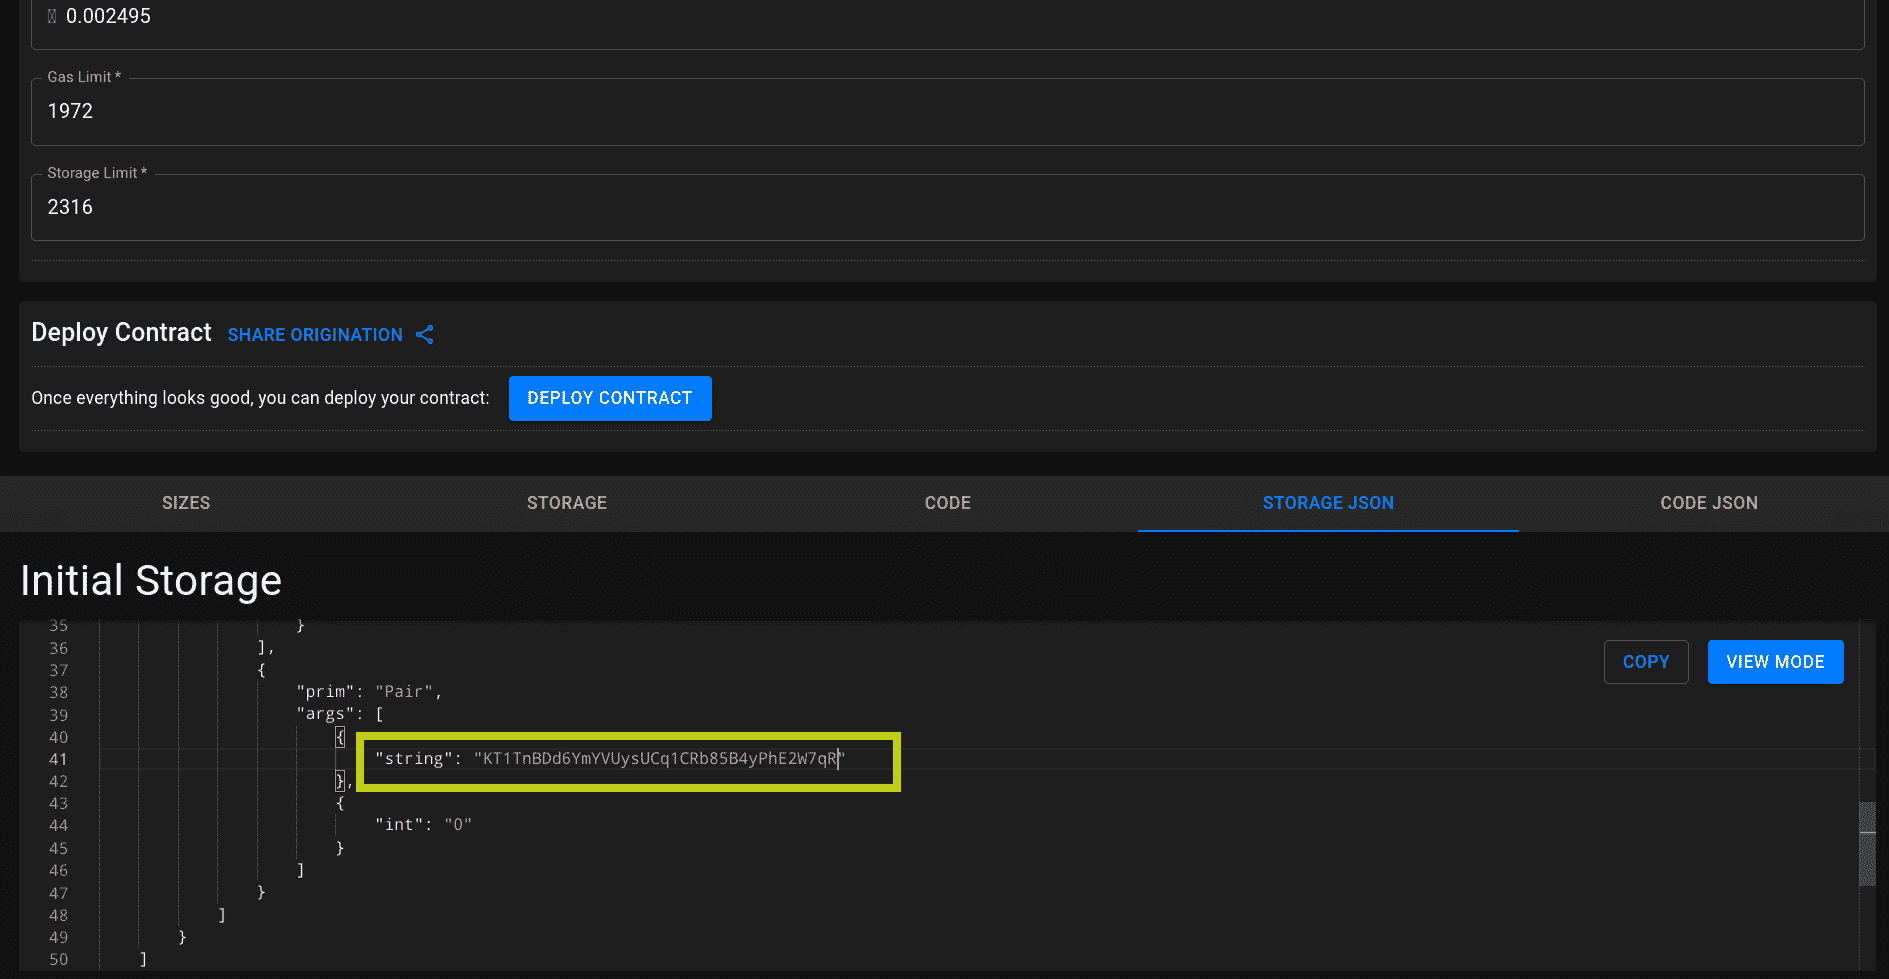 0.002495
Gas Limit *
1972
Storage Limit *
2316
Deploy Contract SHARE ORIGINATION
Once everything looks good, you can deploy your contract: DEPLOY CONTRACT
SIZES STORAGE CODE STORAGE JSON CODE JSON
Initial Storage
35 }
36 ],
COPY VIEW MODE
37 {
38 "prim": "Pair",
39 "args": [
40 {
41 "string": "KT1TnBDd6YmYVUysUCq1CRb85B4yPhE2W7qR"
42 },
43 {
44 "int": "0"
45 }
46 ]
47 }
48 ]
49 }
50 ]